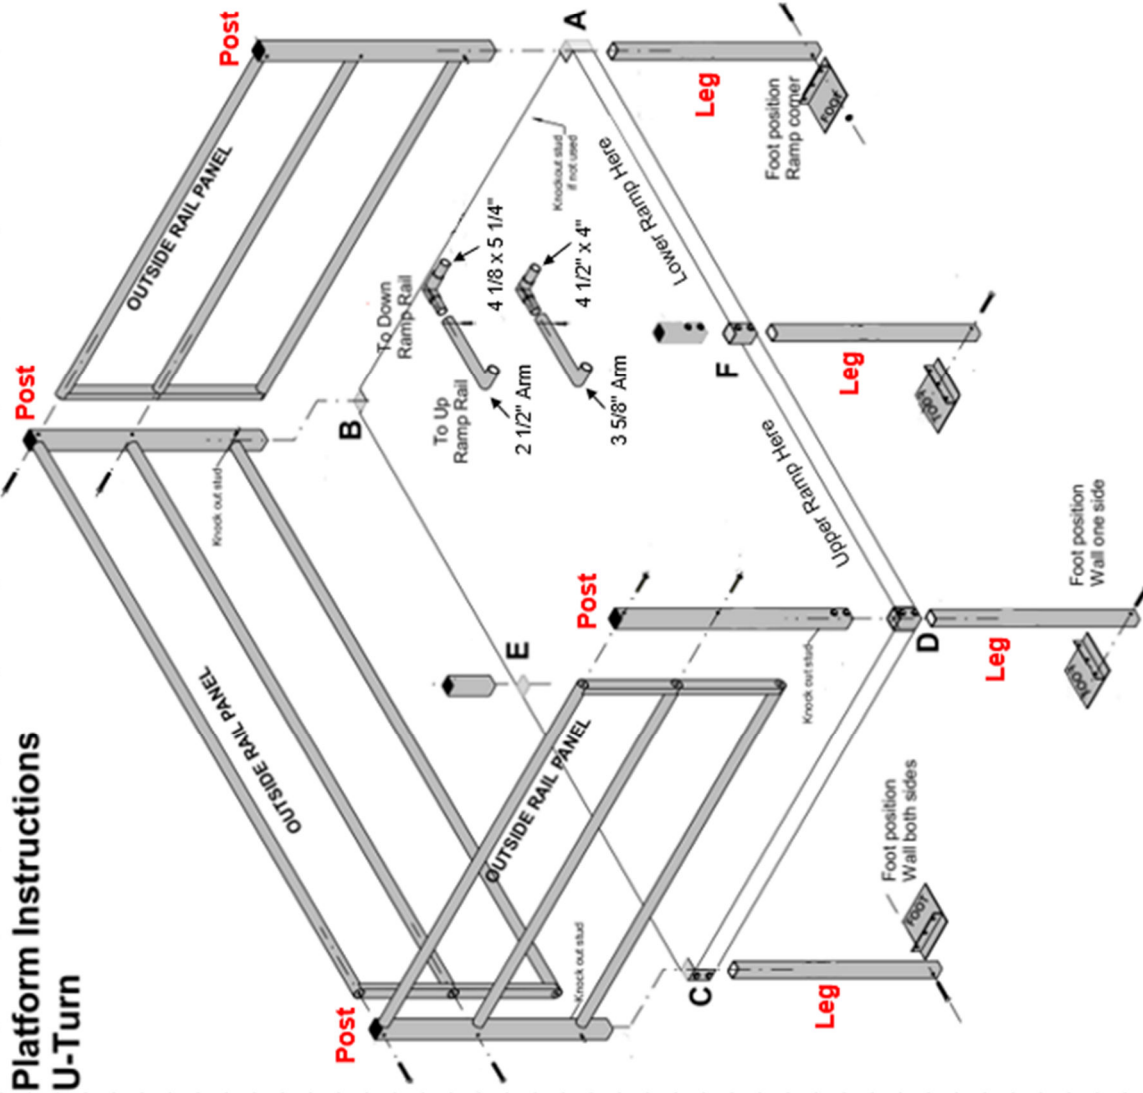 Platform Instructions
U-Turn
Post
OUTSIDE RAIL PANEL
Post
A
Leg
Foot position
Ramp corner
FOOT
Knockout stud
if not used
Lower Ramp Here
To Down
Ramp Rail
4 1/8 x 5 1/4"
4 1/2" x 4"
To Up
Ramp Rail
2 1/2" Arm
3 5/8" Arm
B
F
Leg
FOOT
Upper Ramp Here
Knock out stud
OUTSIDE RAIL PANEL
Post
E
Knock out stud
D
Leg
Foot position
Wall one side
FOOT
OUTSIDE RAIL PANEL
Knock out stud
Post
C
Leg
Foot position
Wall both sides
FOOT